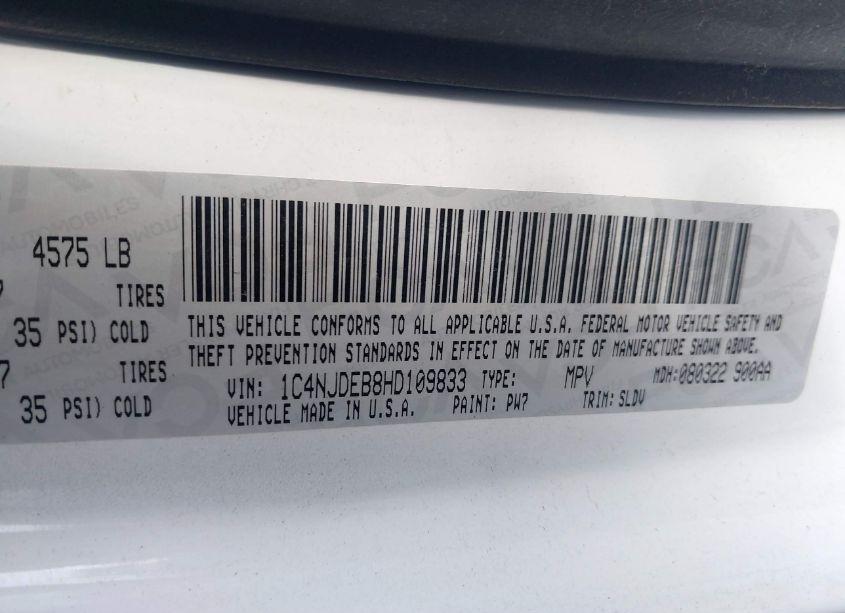 4575 LB
7 TIRES
35 PSI) COLD
7 TIRES
35 PSI) COLD
THIS VEHICLE CONFORMS TO ALL APPLICABLE U.S.A. FEDERAL MOTOR VEHICLE SAFETY AND
THEFT PREVENTION STANDARDS IN EFFECT ON THE DATE OF MANUFACTURE SHOWN ABOVE.
VIN: 1C4NJDEB8HD109833 TYPE: MPV MDH:080322 900AA
VEHICLE MADE IN U.S.A. PAINT: PW7 TRIM: SLDV